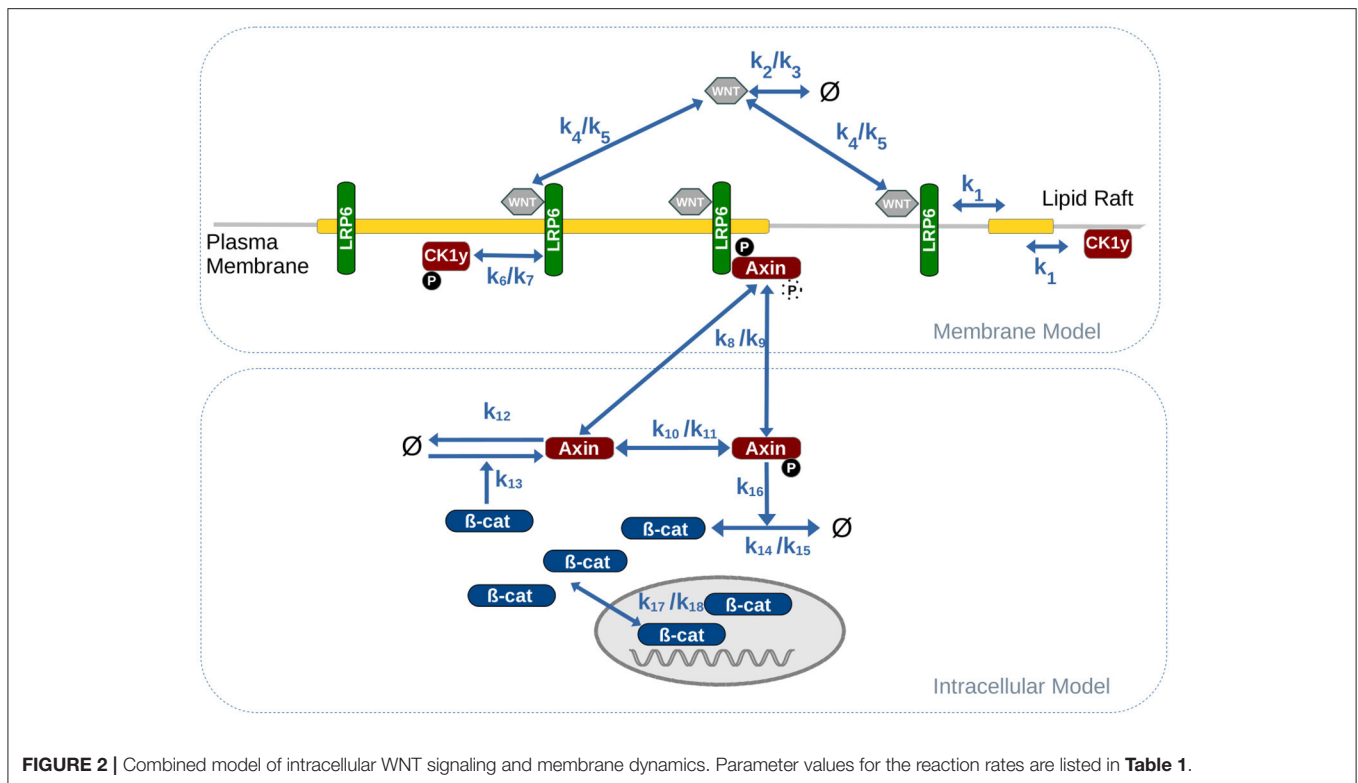 k2/k3
WNT
Ø
k4/k5
k4/k5
WNT
LRP6
LRP6
WNT
LRP6
WNT
LRP6
k1
Lipid Raft
Plasma
Membrane
CK1y
P
k6/k7
P
Axin
P
k1
CK1y
k8 /k9
Membrane Model
k12
Ø
Axin
k10 /k11
Axin
P
k13
k16
ß-cat
ß-cat
Ø
k14 /k15
ß-cat
ß-cat
k17 /k18
ß-cat
ß-cat
Intracellular Model
FIGURE 2 | Combined model of intracellular WNT signaling and membrane dynamics. Parameter values for the reaction rates are listed in Table 1.